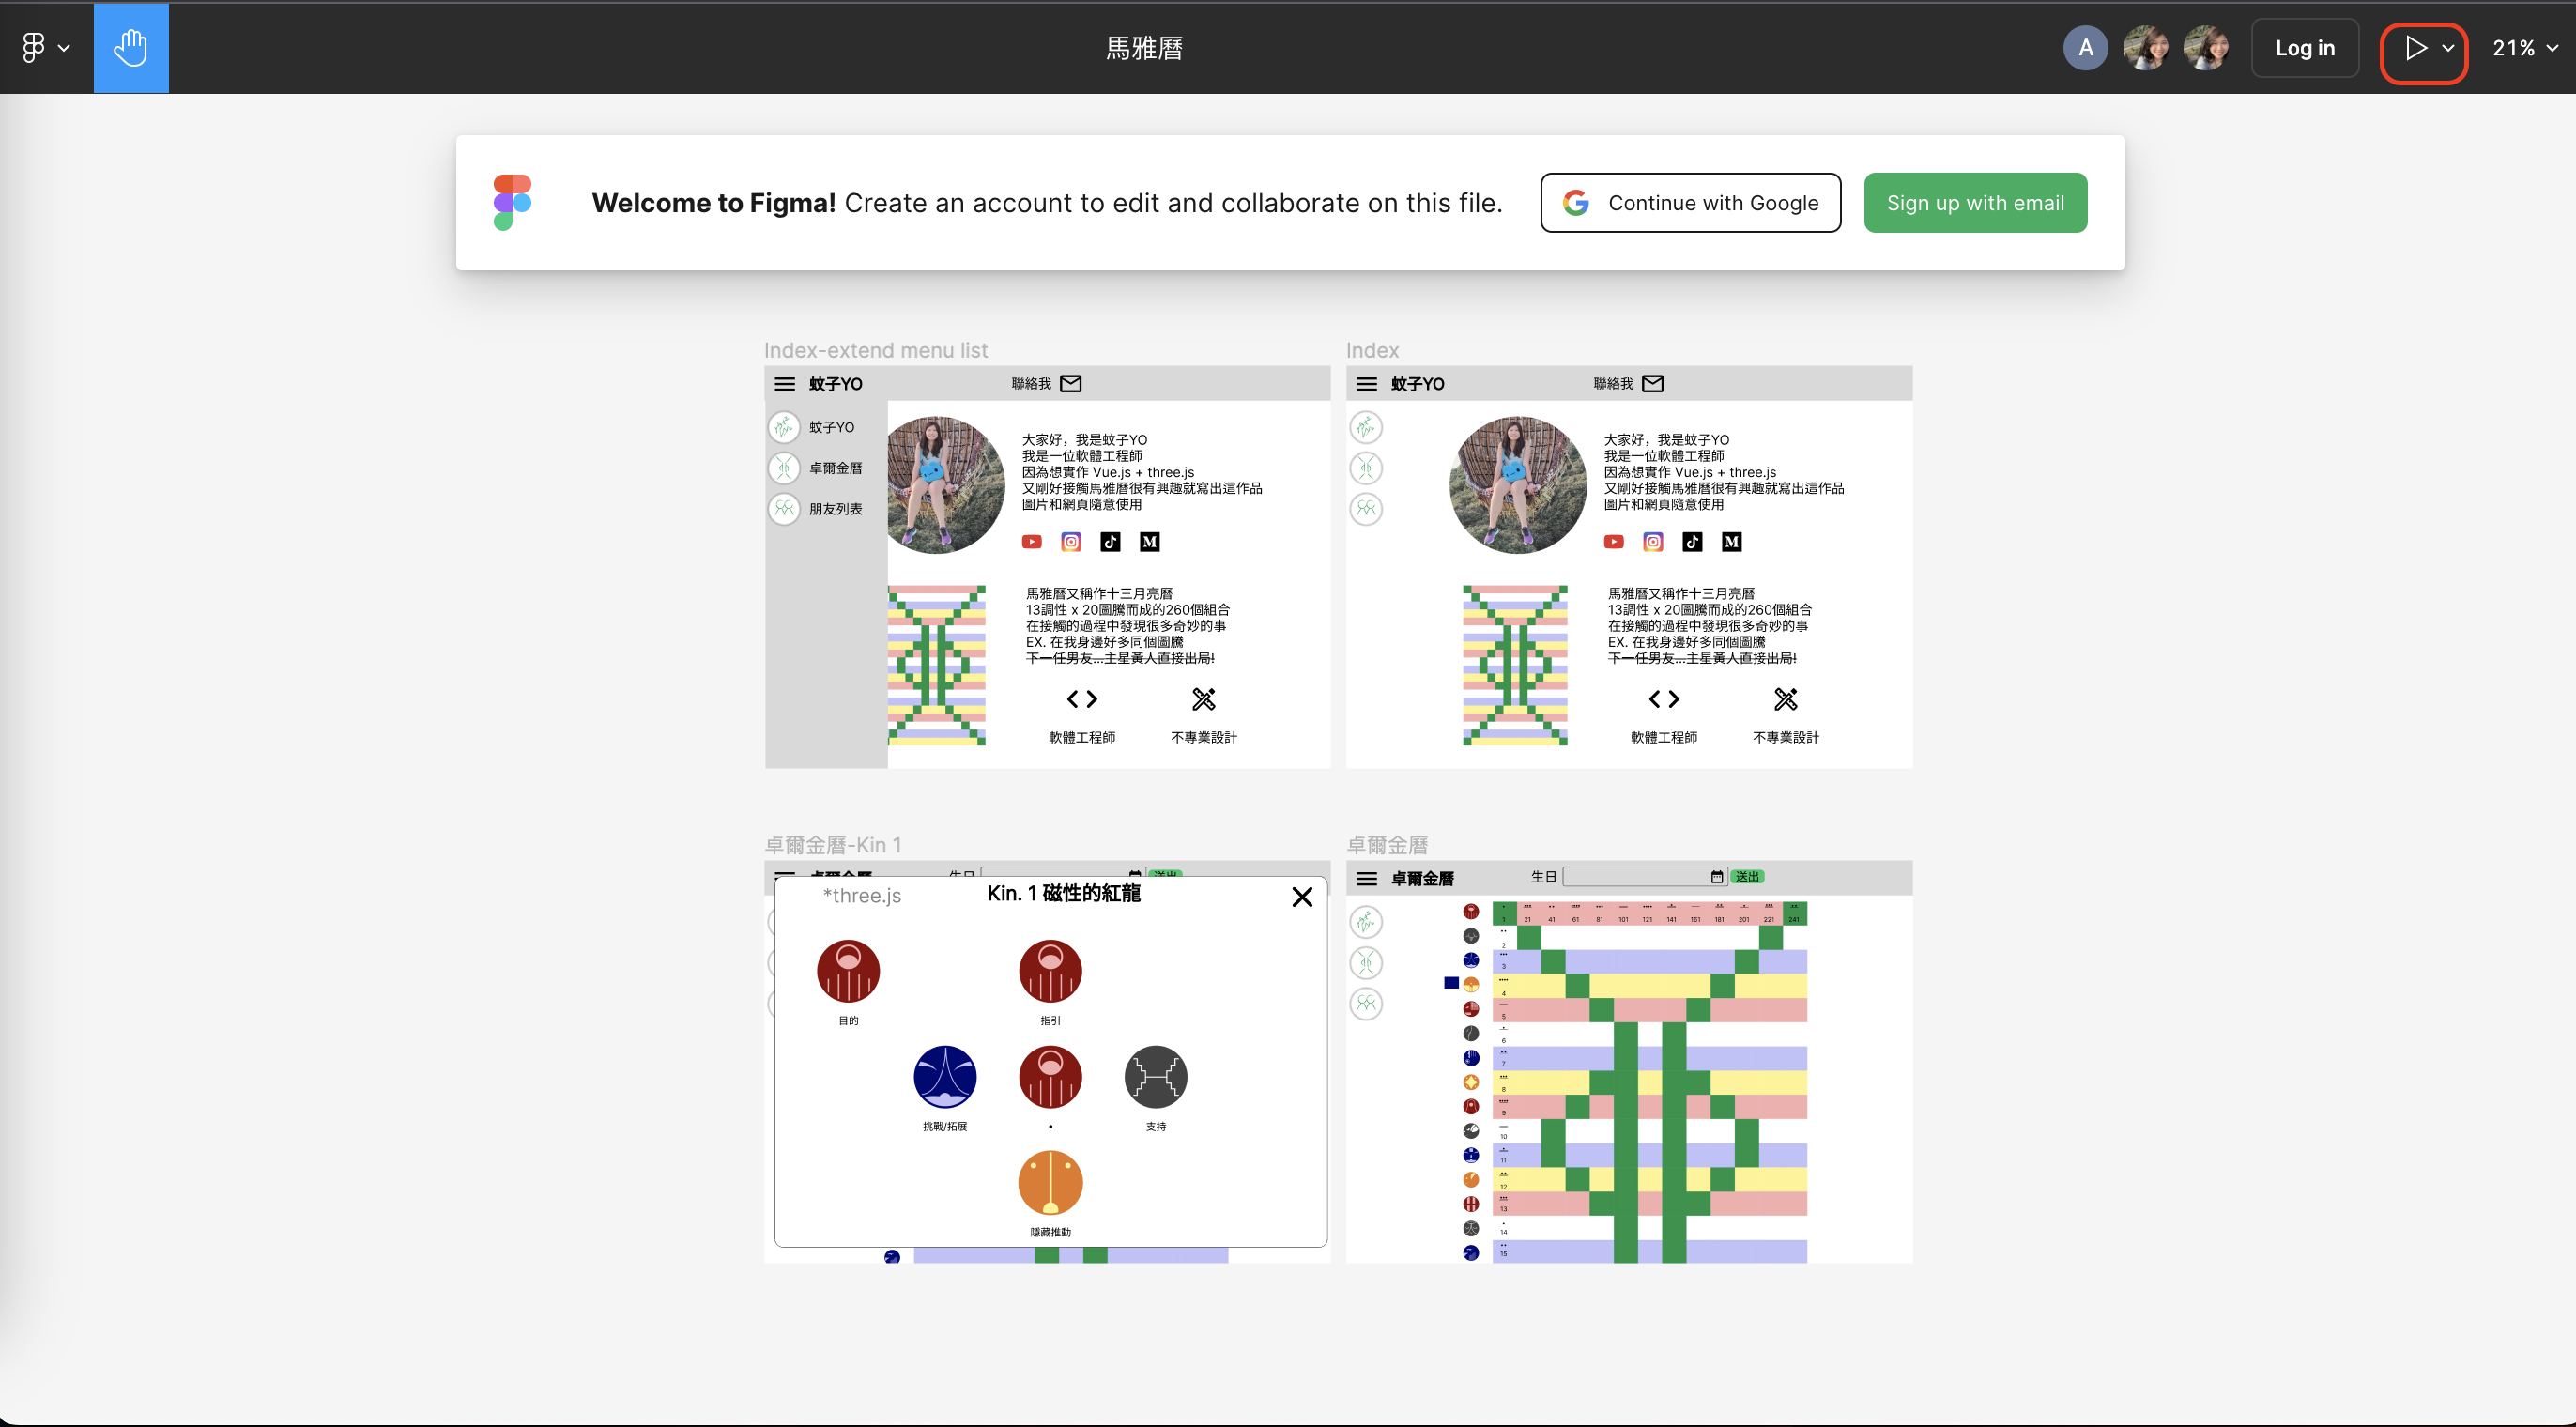 馬雅曆
A
Log in
21%
Welcome to Figma! Create an account to edit and collaborate on this file.
Continue with Google
Sign up with email
Index-extend menu list
蚊子YO
聯絡我
蚊子YO
卓爾金曆
朋友列表
大家好，我是蚊子YO
我是一位軟體工程師
因為想實作 Vue.js + three.js
又剛好接觸馬雅曆很有興趣就寫出這作品
圖片和網頁隨意使用
馬雅曆又稱作十三月亮曆
13調性 x 20圖騰而成的260個組合
在接觸的過程中發現很多奇妙的事
EX. 在我身邊好多同個圖騰
下一任男友...主星黃人直接出局!
軟體工程師
不專業設計
Index
蚊子YO
聯絡我
大家好，我是蚊子YO
我是一位軟體工程師
因為想實作 Vue.js + three.js
又剛好接觸馬雅曆很有興趣就寫出這作品
圖片和網頁隨意使用
馬雅曆又稱作十三月亮曆
13調性 x 20圖騰而成的260個組合
在接觸的過程中發現很多奇妙的事
EX. 在我身邊好多同個圖騰
下一任男友...主星黃人直接出局!
軟體工程師
不專業設計
卓爾金曆-Kin 1
卓爾金曆
生日
送出
*three.js
Kin. 1 磁性的紅龍
目的
指引
挑戰/拓展
支持
隱藏推動
卓爾金曆
卓爾金曆
生日
送出
1 21 41 61 81 101 121 141 161 181 201 221 241
2
3
4
5
6
7
8
9
10
11
12
13
14
15